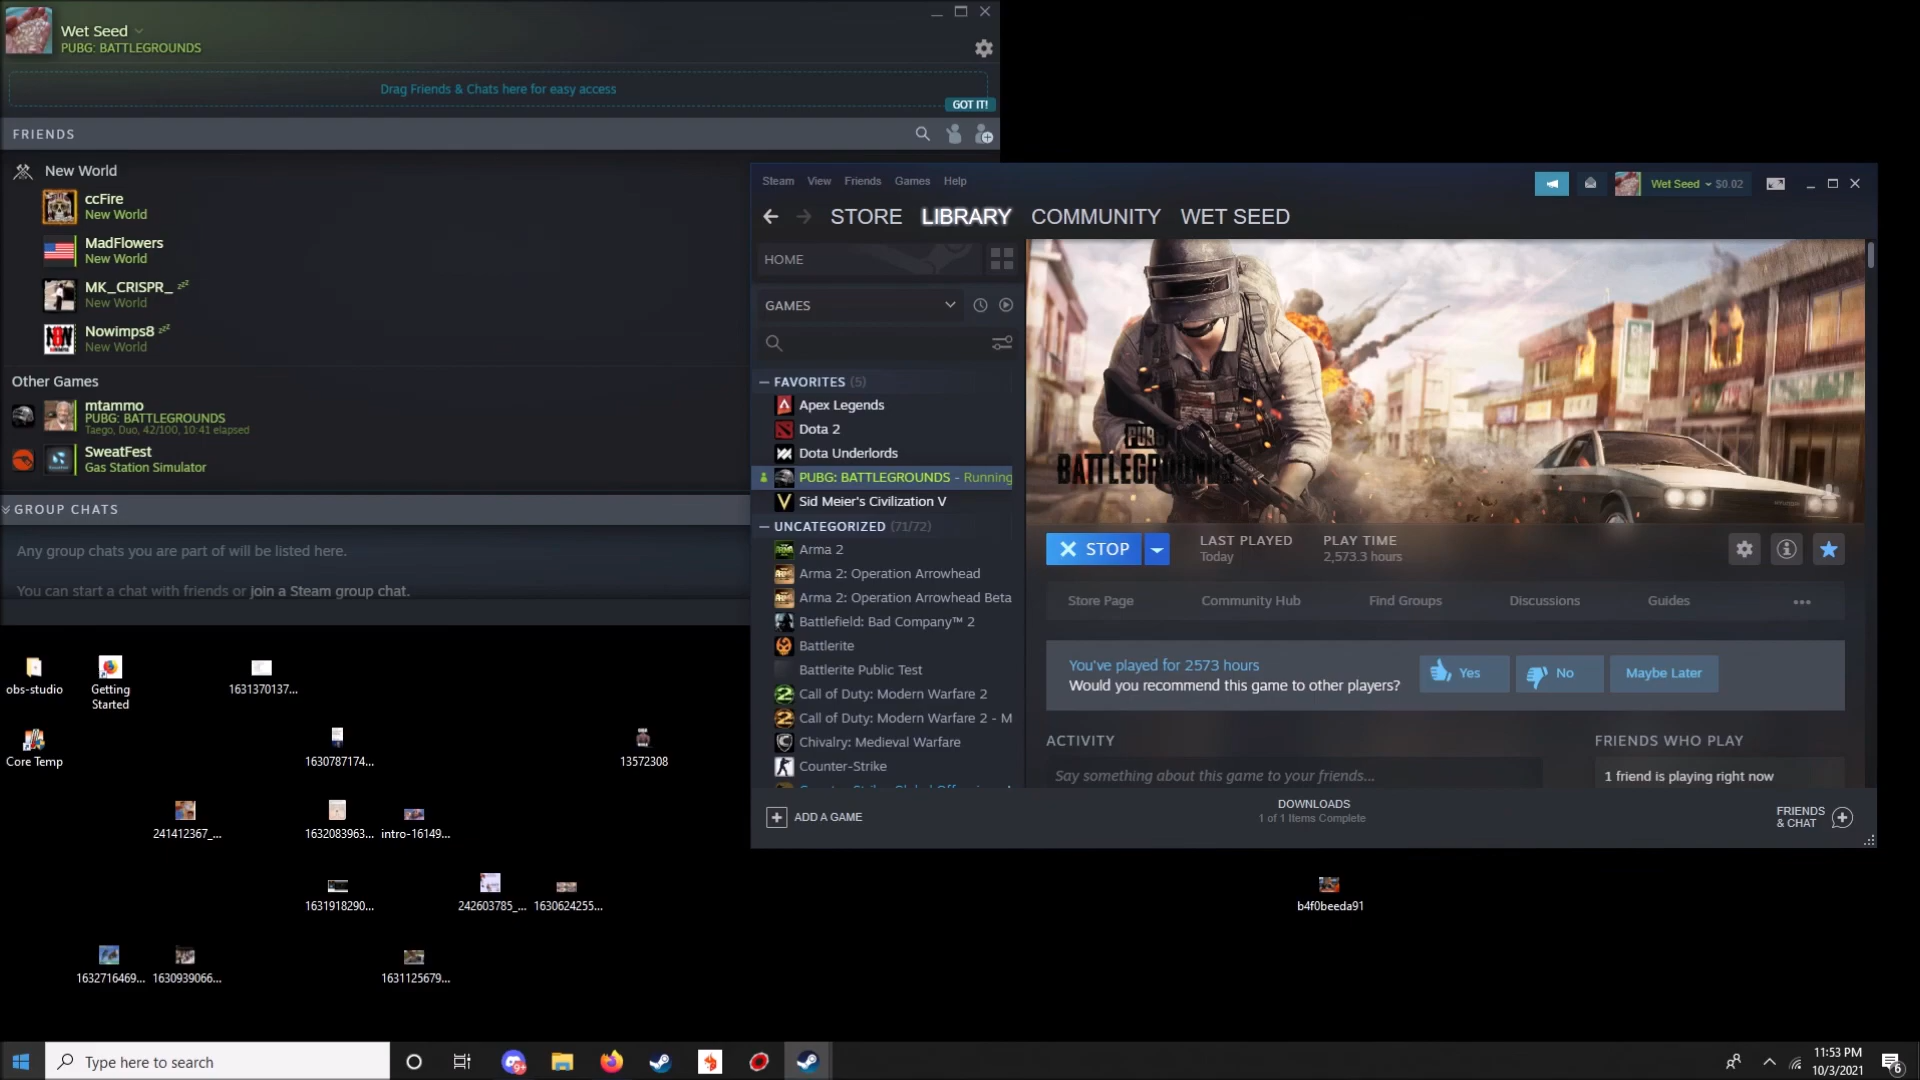 Wet Seed
PUBG: BATTLEGROUNDS
Drag Friends & Chats here for easy access
GOT IT!
FRIENDS
New World
ccFire
New World
MadFlowers
New World
MK_CRISPR_ zzz
New World
Nowimps8 zzz
New World
Other Games
mtammo
PUBG: BATTLEGROUNDS
Taego, Duo, 42/100, 10:41 elapsed
SweatFest
Gas Station Simulator
GROUP CHATS
Any group chats you are part of will be listed here.
You can start a chat with friends or join a Steam group chat.
Steam View Friends Games Help
Wet Seed $0.02
STORE LIBRARY COMMUNITY WET SEED
HOME
GAMES
FAVORITES (5)
Apex Legends
Dota 2
Dota Underlords
PUBG: BATTLEGROUNDS - Running
Sid Meier's Civilization V
UNCATEGORIZED (71/72)
Arma 2
Arma 2: Operation Arrowhead
Arma 2: Operation Arrowhead Beta
Battlefield: Bad Company™ 2
Battlerite
Battlerite Public Test
Call of Duty: Modern Warfare 2
Call of Duty: Modern Warfare 2 - M
Chivalry: Medieval Warfare
Counter-Strike
PUBG
BATTLEGROUNDS
STOP
LAST PLAYED
Today
PLAY TIME
2,573.3 hours
Store Page Community Hub Find Groups Discussions Guides
You've played for 2573 hours
Would you recommend this game to other players?
Yes No Maybe Later
ACTIVITY
Say something about this game to your friends...
FRIENDS WHO PLAY
1 friend is playing right now
ADD A GAME
DOWNLOADS
1 of 1 Items Complete
FRIENDS
& CHAT
obs-studio
Getting
Started
1631370137...
Core Temp
1630787174...
13572308
241412367_...
1632083963...
intro-16149...
1631918290...
242603785_...
1630624255...
b4f0beeda91
1632716469...
1630939066...
1631125679...
Type here to search
9+
11:53 PM
10/3/2021
6